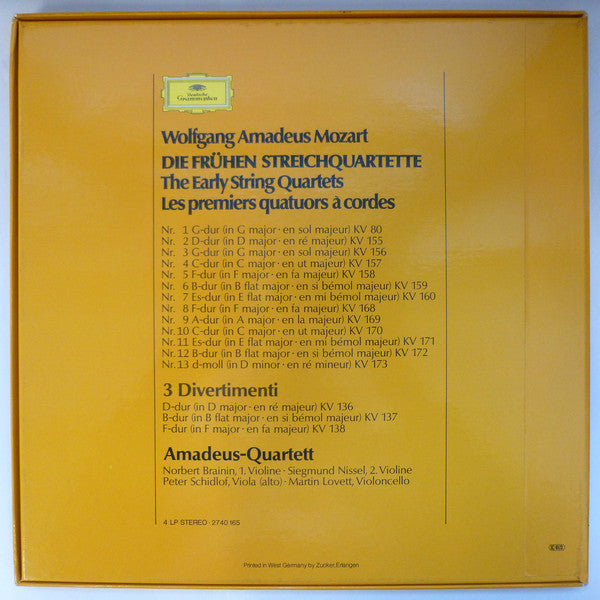 Deutsche
Grammophon
Wolfgang Amadeus Mozart
DIE FRÜHEN STREICHQUARTETTE
The Early String Quartets
Les premiers quatuors à cordes
Nr. 1 G-dur (in G major · en sol majeur) KV 80
Nr. 2 D-dur (in D major · en ré majeur) KV 155
Nr. 3 G-dur (in G major · en sol majeur) KV 156
Nr. 4 C-dur (in C major · en ut majeur) KV 157
Nr. 5 F-dur (in F major · en fa majeur) KV 158
Nr. 6 B-dur (in B flat major · en si bémol majeur) KV 159
Nr. 7 Es-dur (in E flat major · en mi bémol majeur) KV 160
Nr. 8 F-dur (in F major · en fa majeur) KV 168
Nr. 9 A-dur (in A major · en la majeur) KV 169
Nr. 10 C-dur (in C major · en ut majeur) KV 170
Nr. 11 Es-dur (in E flat major · en mi bémol majeur) KV 171
Nr. 12 B-dur (in B flat major · en si bémol majeur) KV 172
Nr. 13 d-moll (in D minor · en ré mineur) KV 173
3 Divertimenti
D-dur (in D major · en ré majeur) KV 136
B-dur (in B flat major · en si bémol majeur) KV 137
F-dur (in F major · en fa majeur) KV 138
Amadeus-Quartett
Norbert Brainin, 1. Violine · Siegmund Nissel, 2. Violine
Peter Schidlof, Viola (alto) · Martin Lovett, Violoncello
4 LP STEREO · 2740 165
Printed in West Germany by Zucker, Erlangen